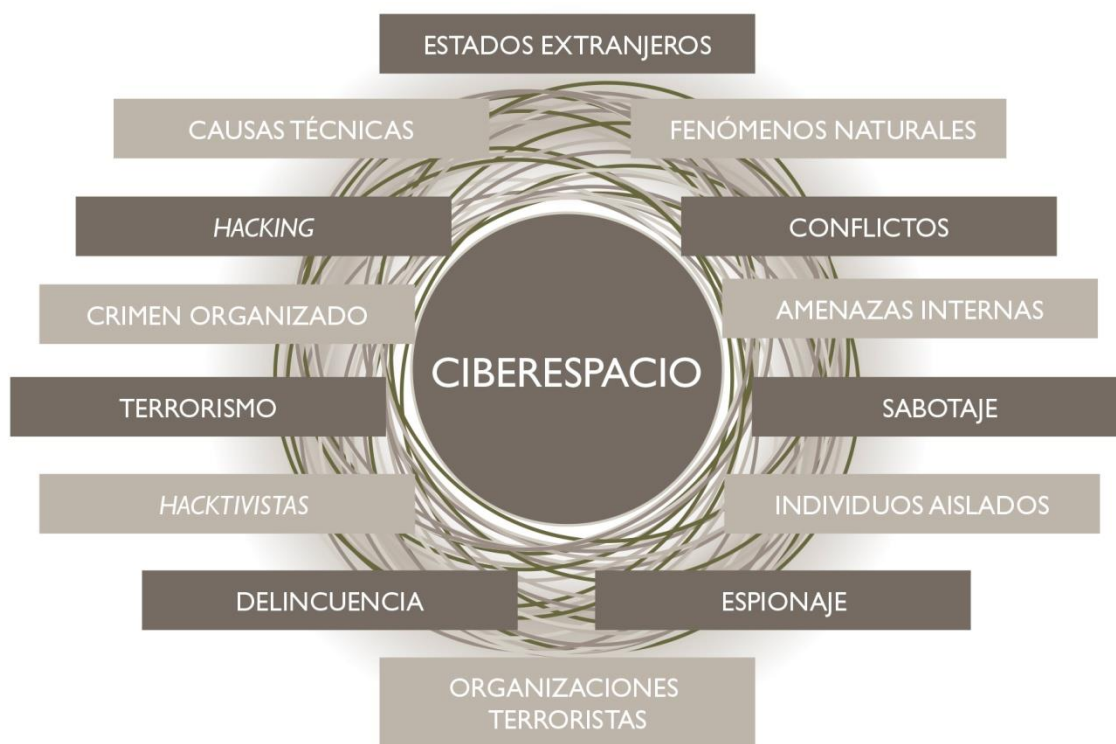 ESTADOS EXTRANJEROS
CAUSAS TÉCNICAS
FENÓMENOS NATURALES
HACKING
CONFLICTOS
CRIMEN ORGANIZADO
AMENAZAS INTERNAS
CIBERESPACIO
TERRORISMO
SABOTAJE
HACKTIVISTAS
INDIVIDUOS AISLADOS
DELINCUENCIA
ESPIONAJE
ORGANIZACIONES
TERRORISTAS